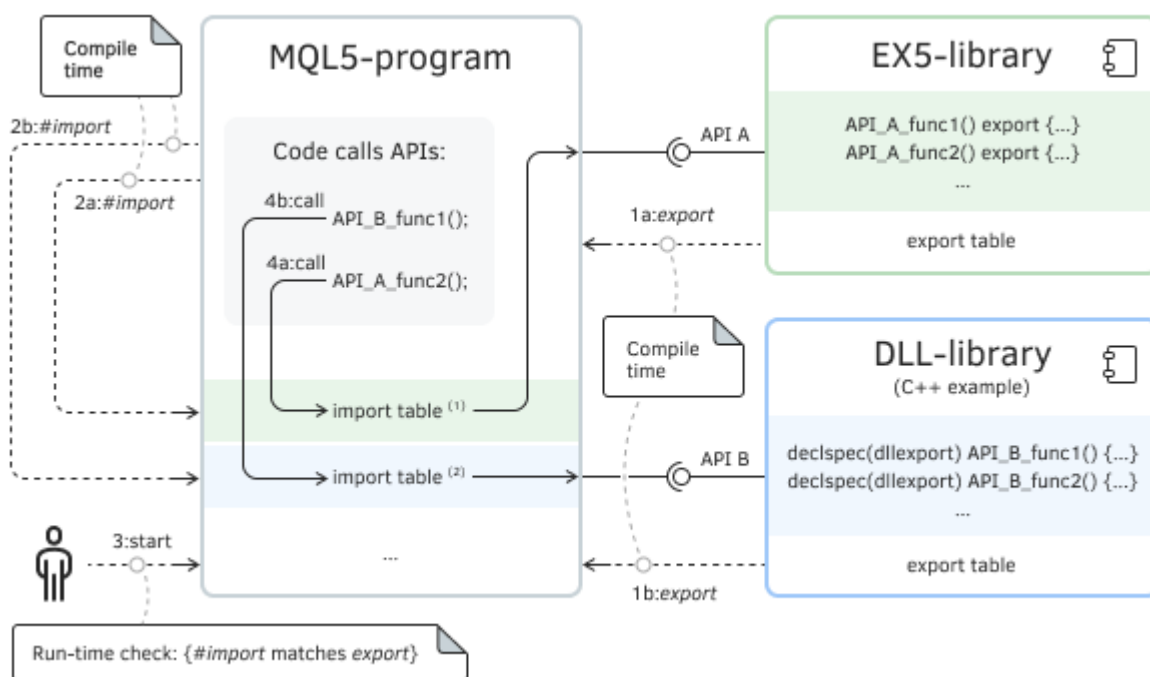 Compile
time
MQL5-program
EX5-library
2b:#import
Code calls APIs:
API A
API_A_func1() export {...}
API_A_func2() export {...}
...
2a:#import
4b:call
API_B_func1();
1a:export
export table
4a:call
API_A_func2();
Compile
time
DLL-library
(C++ example)
import table (1)
API B
declspec(dllexport) API_B_func1() {...}
declspec(dllexport) API_B_func2() {...}
...
import table (2)
3:start
...
export table
1b:export
Run-time check: {#import matches export}